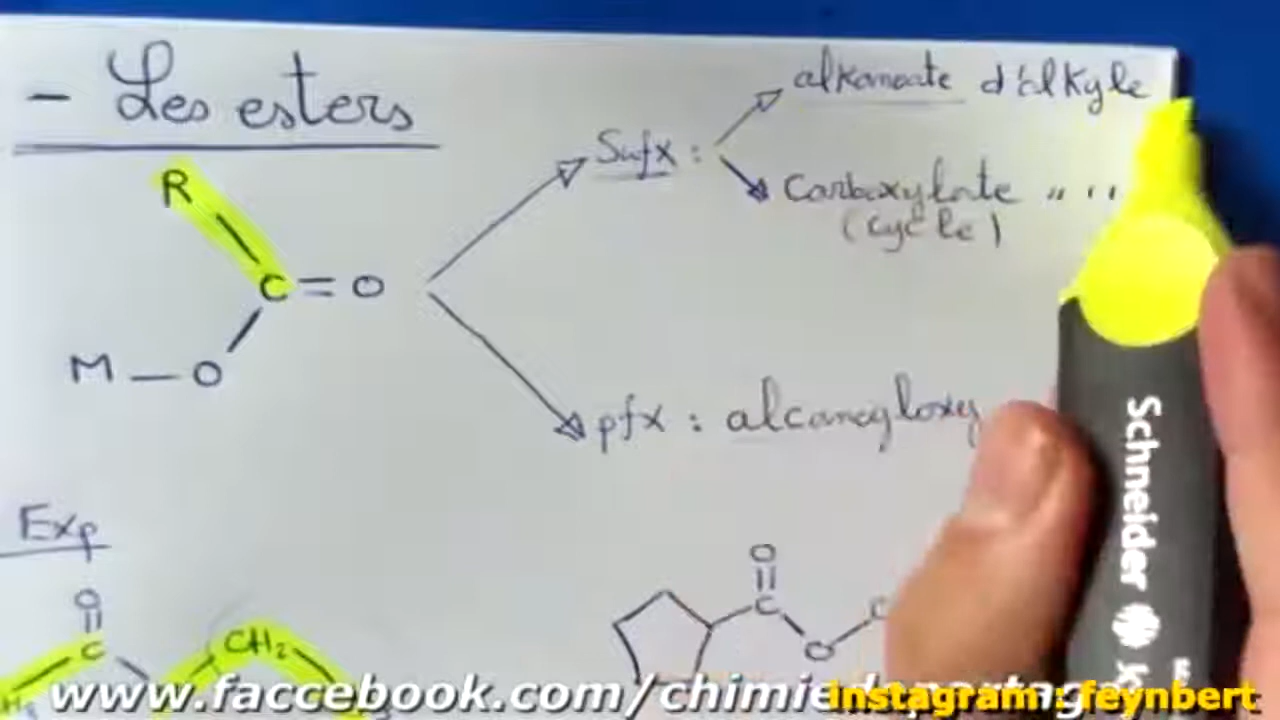 - Les esters
Sufx : alkanoate d'alkyle
Carboxylate " "
(cycle)
R
C = O
M — O
pfx : alcanoyloxy
Exp
O
C
CH2
O
C
O
C
Schneider
www.faccebook.com/chimie
Instagram : feynbert